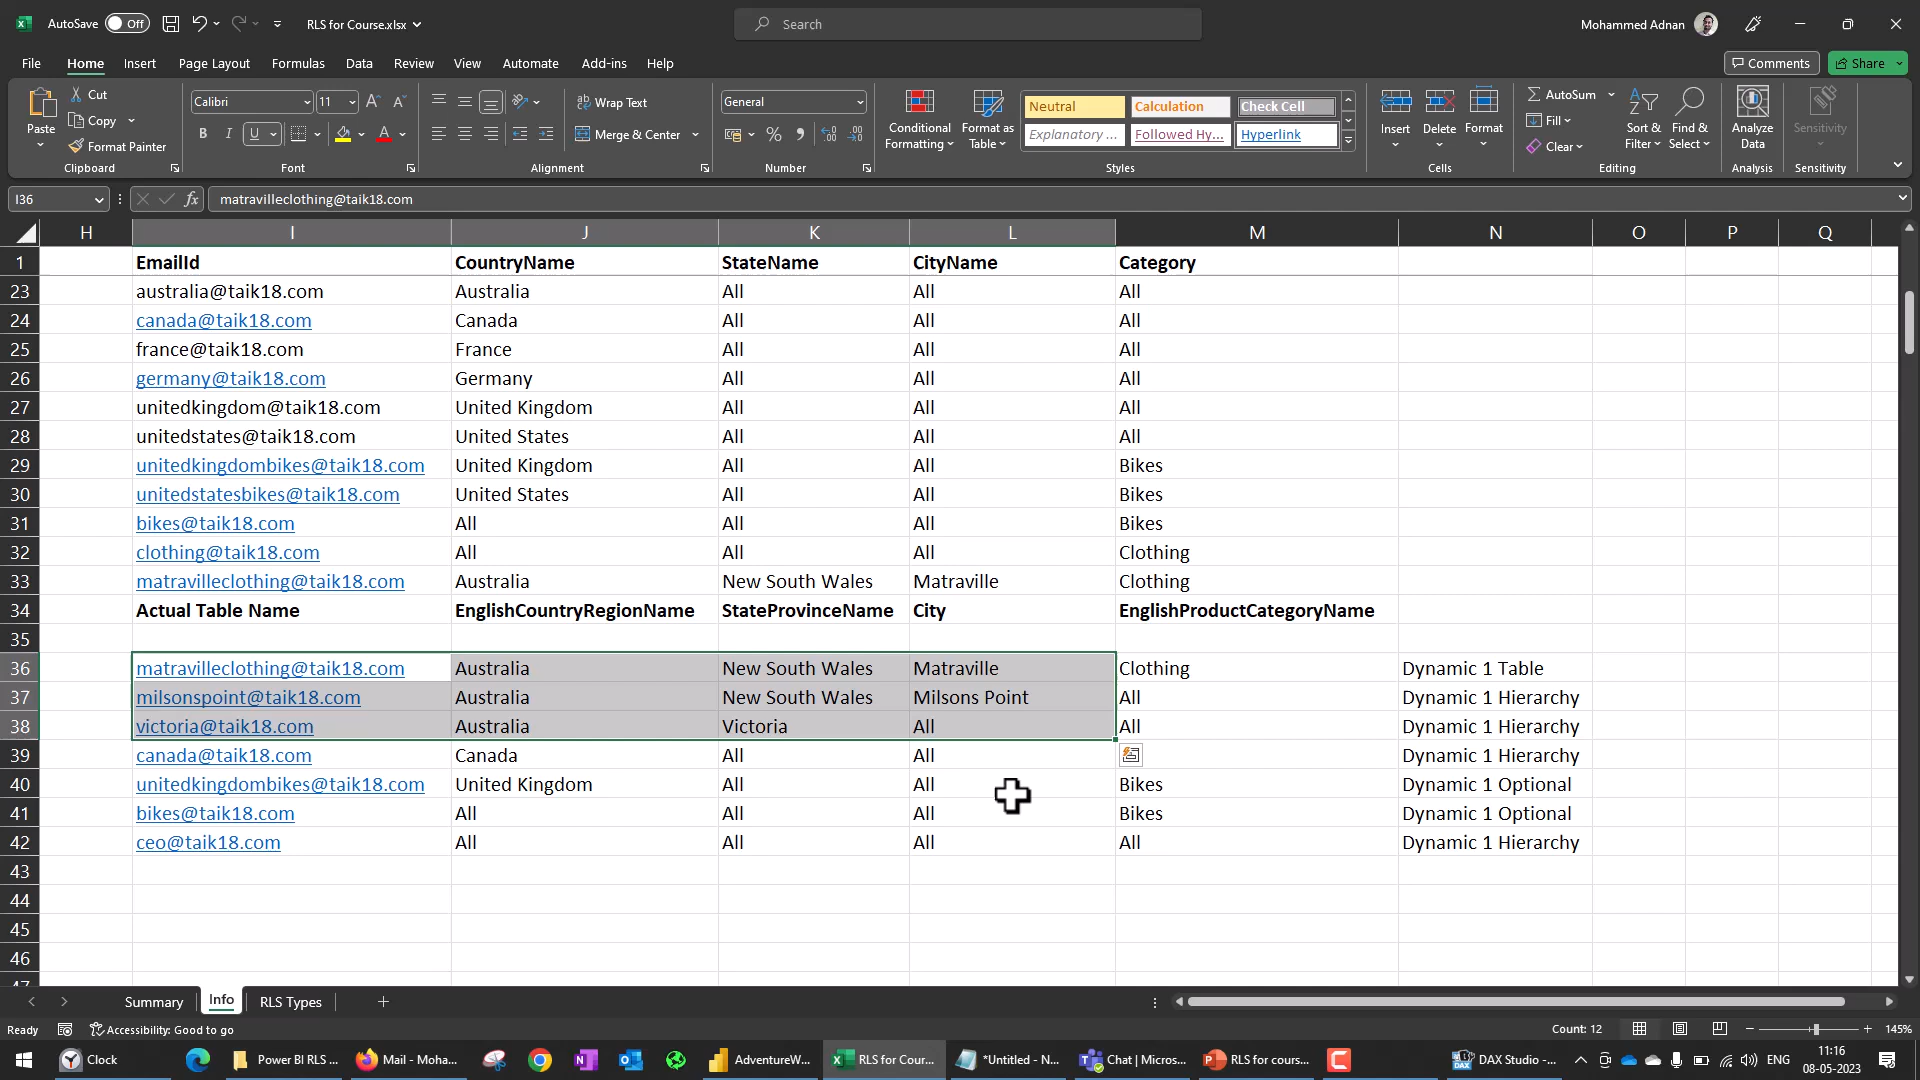 AutoSave Off RLS for Course.xlsx Search Mohammed Adnan
File Home Insert Page Layout Formulas Data Review View Automate Add-ins Help Comments Share
Paste Cut Copy Format Painter Clipboard
Calibri 11 B I U A Font
Wrap Text Merge & Center Alignment
General % Number
Conditional Formatting Format as Table
Neutral Calculation Check Cell
Explanatory ... Followed Hy... Hyperlink
Styles
Insert Delete Format Cells
AutoSum Fill Clear Sort & Filter Find & Select Editing
Analyze Data Analysis
Sensitivity Sensitivity
I36 fx matravilleclothing@taik18.com
H I J K L M N O P Q
1 EmailId CountryName StateName CityName Category
23 australia@taik18.com Australia All All All
24 canada@taik18.com Canada All All All
25 france@taik18.com France All All All
26 germany@taik18.com Germany All All All
27 unitedkingdom@taik18.com United Kingdom All All All
28 unitedstates@taik18.com United States All All All
29 unitedkingdombikes@taik18.com United Kingdom All All Bikes
30 unitedstatesbikes@taik18.com United States All All Bikes
31 bikes@taik18.com All All All Bikes
32 clothing@taik18.com All All All Clothing
33 matravilleclothing@taik18.com Australia New South Wales Matraville Clothing
34 Actual Table Name EnglishCountryRegionName StateProvinceName City EnglishProductCategoryName
35
36 matravilleclothing@taik18.com Australia New South Wales Matraville Clothing Dynamic 1 Table
37 milsonspoint@taik18.com Australia New South Wales Milsons Point All Dynamic 1 Hierarchy
38 victoria@taik18.com Australia Victoria All All Dynamic 1 Hierarchy
39 canada@taik18.com Canada All All Dynamic 1 Hierarchy
40 unitedkingdombikes@taik18.com United Kingdom All All Bikes Dynamic 1 Optional
41 bikes@taik18.com All All All Bikes Dynamic 1 Optional
42 ceo@taik18.com All All All All Dynamic 1 Hierarchy
43
44
45
46
47
Summary Info RLS Types
Ready Accessibility: Good to go Count: 12 145%
Clock Power BI RLS ... Mail - Moha... AdventureW... RLS for Cour... *Untitled - N... Chat | Micros... RLS for cours... DAX Studio -... ENG 11:16
08-05-2023